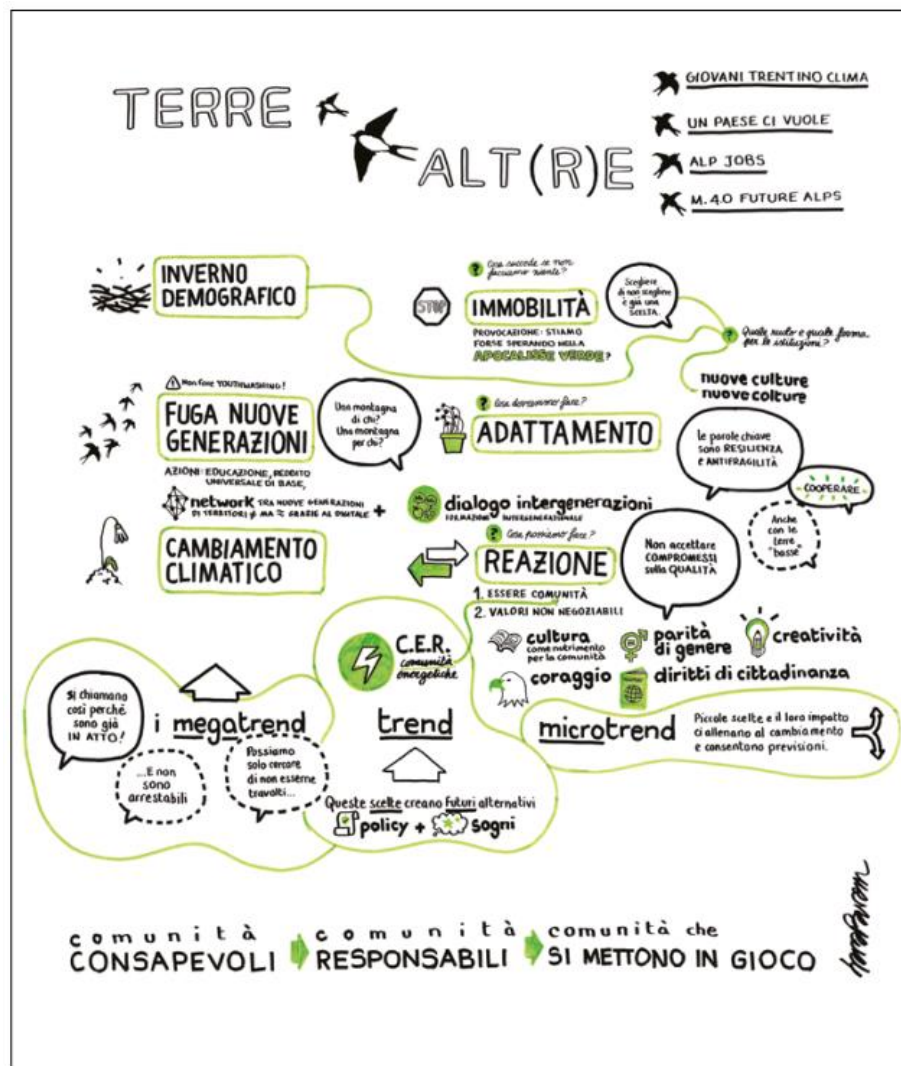 TERRE
ALT(R)E
GIOVANI TRENTINO CLIMA
UN PAESE CI VUOLE
ALP JOBS
M.4.0 FUTURE ALPS
INVERNO
DEMOGRAFICO
? Cosa succede se non
facciamo niente?
STOP
IMMOBILITÀ
PROVOCAZIONE: STIAMO
FORSE SPERANDO NELLA
APOCALISSE VERDE?
Scegliere
di non scegliere
è già una
SCELTA.
? Quale ruolo e quale forma
per le istituzioni?
nuove culture
nuove colture
! Non fare YOUTHWASHING!
FUGA NUOVE
GENERAZIONI
Una montagna
di chi?
Una montagna
per chi?
AZIONI: EDUCAZIONE, REDDITO
UNIVERSALE DI BASE,
network TRA NUOVE GENERAZIONI
DI TERRITORI ≠ MA ≈ GRAZIE AL DIGITALE +
? Cosa dovremmo fare?
ADATTAMENTO
le parole chiave
sono RESILIENZA
e ANTIFRAGILITÀ
COOPERARE
Anche
con le
terre
"basse"
dialogo intergenerazioni
FORMAZIONE INTERGENERAZIONALE
CAMBIAMENTO
CLIMATICO
? Cosa possiamo fare?
REAZIONE
1. ESSERE COMUNITÀ
2. VALORI NON NEGOZIABILI
Non accettare
COMPROMESSI
sulla QUALITÀ
cultura
come nutrimento
per la comunità
parità
di genere
creatività
coraggio
diritti di cittadinanza
C.E.R.
comunità
energetiche
Si chiamano
così perchè
sono già
IN ATTO!
i megatrend
...E non
sono
arrestabili
Possiamo
solo cercare
di non esserne
travolti...
trend
Queste scelte creano Futuri alternativi
policy + sogni
microtrend
Piccole scelte e il loro impatto
ci allenano al cambiamento
e consentono previsioni.
comunità
CONSAPEVOLI
comunità
RESPONSABILI
comunità che
SI METTONO IN GIOCO